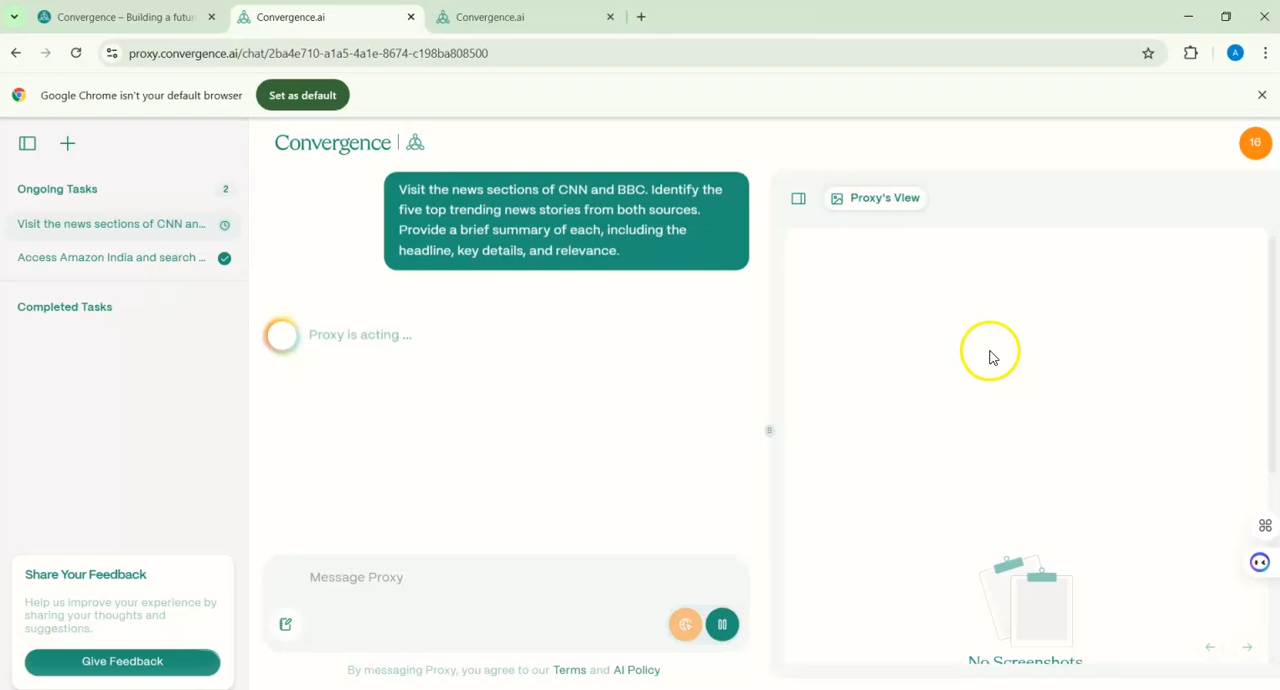 Convergence – Building a futur
Convergence.ai
Convergence.ai
proxy.convergence.ai/chat/2ba4e710-a1a5-4a1e-8674-c198ba808500
A
Google Chrome isn't your default browser
Set as default
Convergence
16
Ongoing Tasks
2
Visit the news sections of CNN an...
Access Amazon India and search ...
Completed Tasks
Visit the news sections of CNN and BBC. Identify the
five top trending news stories from both sources.
Provide a brief summary of each, including the
headline, key details, and relevance.
Proxy is acting ...
Proxy's View
No Screenshots
Message Proxy
By messaging Proxy, you agree to our Terms and AI Policy
Share Your Feedback
Help us improve your experience by
sharing your thoughts and
suggestions.
Give Feedback